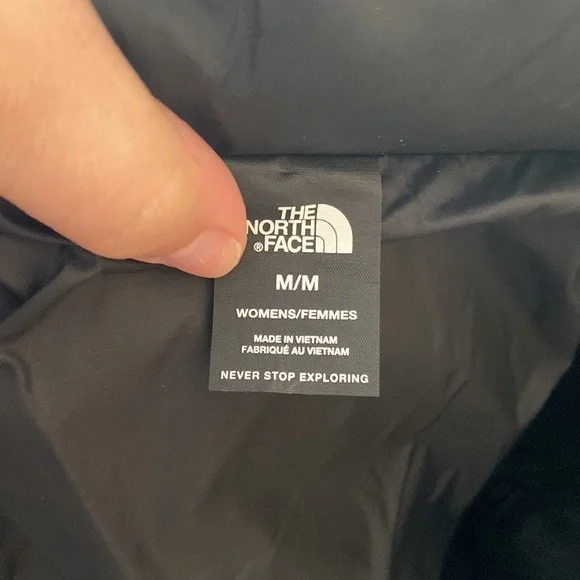 THE
NORTH
®FACE
M/M
WOMENS/FEMMES
MADE IN VIETNAM
FABRIQUÉ AU VIETNAM
NEVER STOP EXPLORING